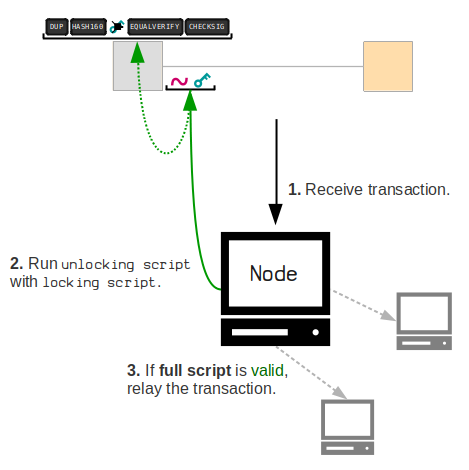 DUP HASH160 EQUALVERIFY CHECKSIG
1. Receive transaction.
2. Run unlocking script
with locking script.
Node
3. If full script is valid,
relay the transaction.